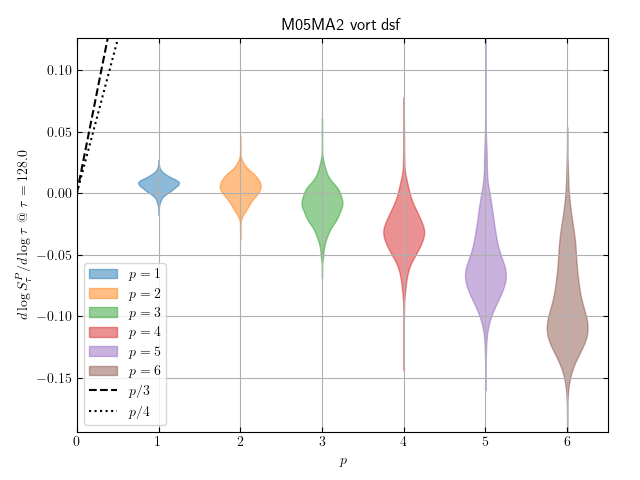 M05MA2 vort dsf
d log S_τ^P / d log τ @ τ = 128.0
0.10
0.05
0.00
−0.05
−0.10
−0.15
p = 1
p = 2
p = 3
p = 4
p = 5
p = 6
p/3
p/4
0 1 2 3 4 5 6
p